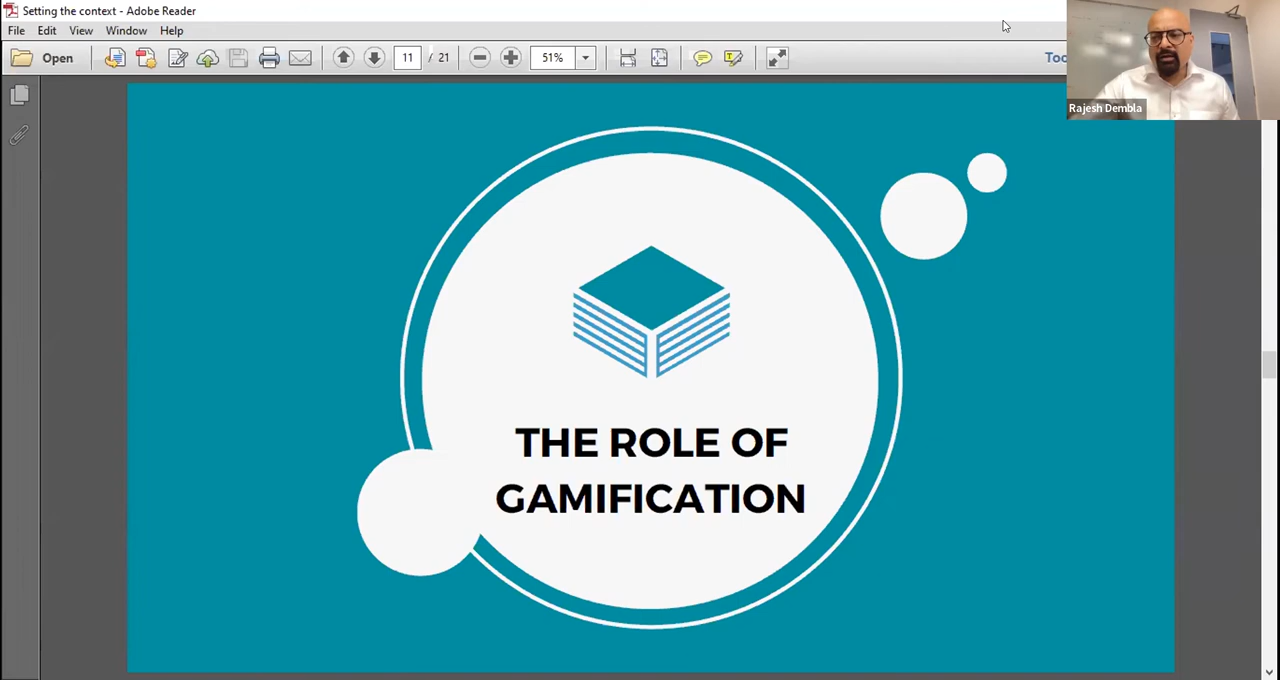 Setting the context - Adobe Reader
File Edit View Window Help
Open 11 / 21 51%
Rajesh Dembla
THE ROLE OF
GAMIFICATION